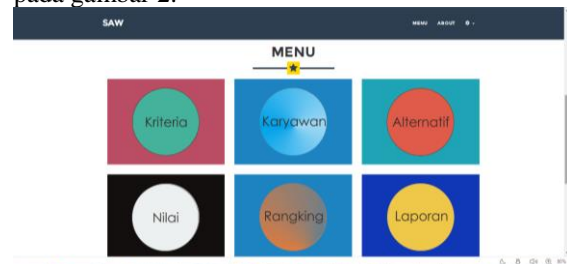 pada gambar 2.
SAW MENU ABOUT
MENU
Kriteria Karyawan Alternatif
Nilai Rangking Laporan